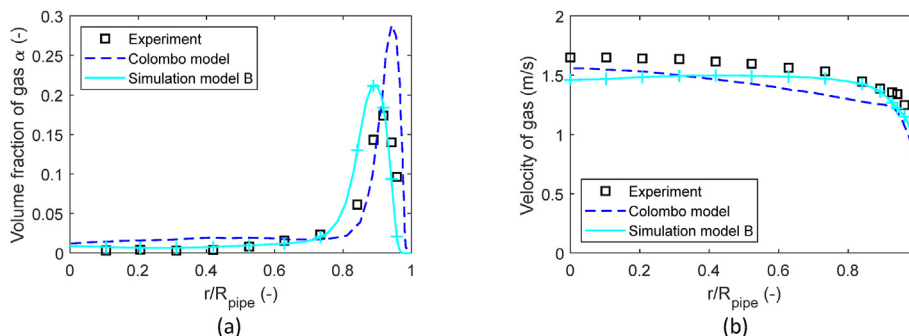 0.3
0.25
0.2
0.15
0.1
0.05
0
Volume fraction of gas α (-)
Experiment
Colombo model
Simulation model B
0 0.2 0.4 0.6 0.8 1
r/Rpipe (-)
(a)
2
1.5
1
0.5
0
Velocity of gas (m/s)
Experiment
Colombo model
Simulation model B
0 0.2 0.4 0.6 0.8
r/Rpipe (-)
(b)